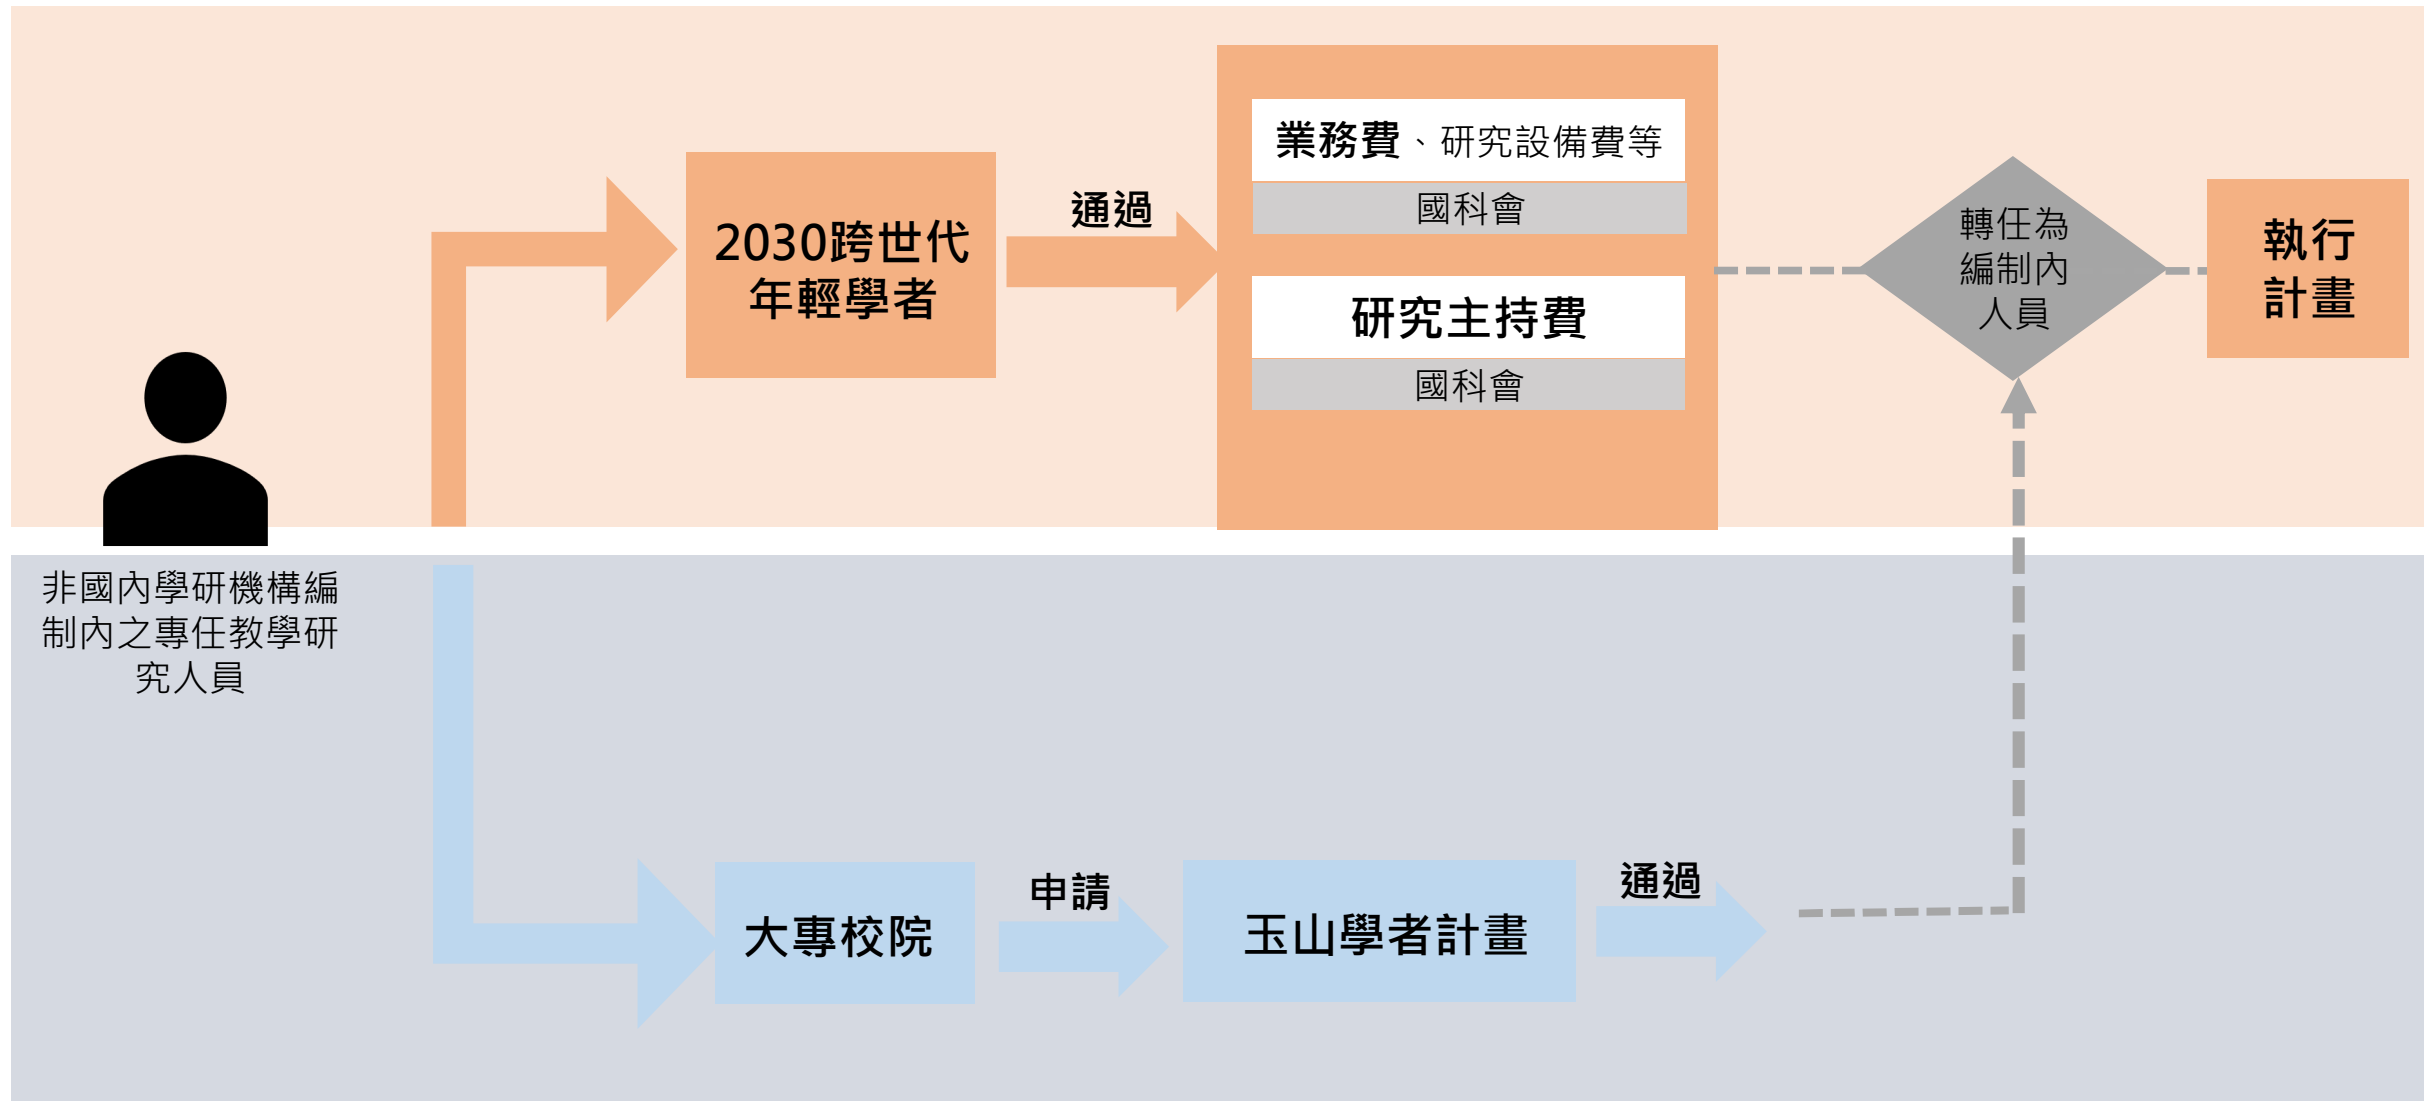 業務費、研究設備費等
國科會
通過
2030跨世代
年輕學者
研究主持費
國科會
轉任為
編制內
人員
執行
計畫
非國內學研機構編
制內之專任教學研
究人員
大專校院
申請
玉山學者計畫
通過